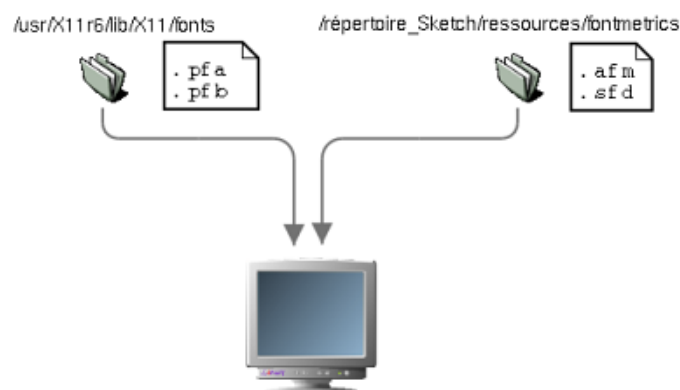 /usr/X11r6/lib/X11/fonts
/répertoire_Sketch/ressources/fontmetrics
.pfa
.pfb
.afm
.sfd